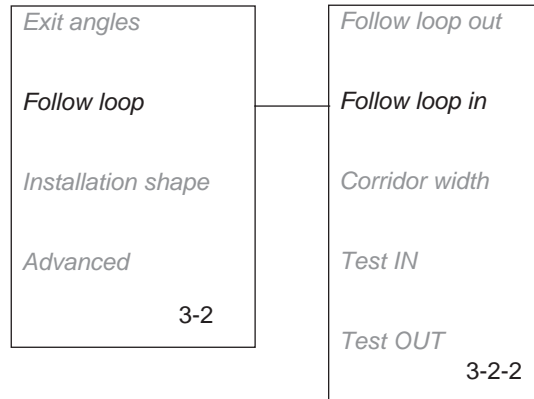 Exit angles
Follow loop
Installation shape
Advanced
3-2
Follow loop out
Follow loop in
Corridor width
Test IN
Test OUT
3-2-2